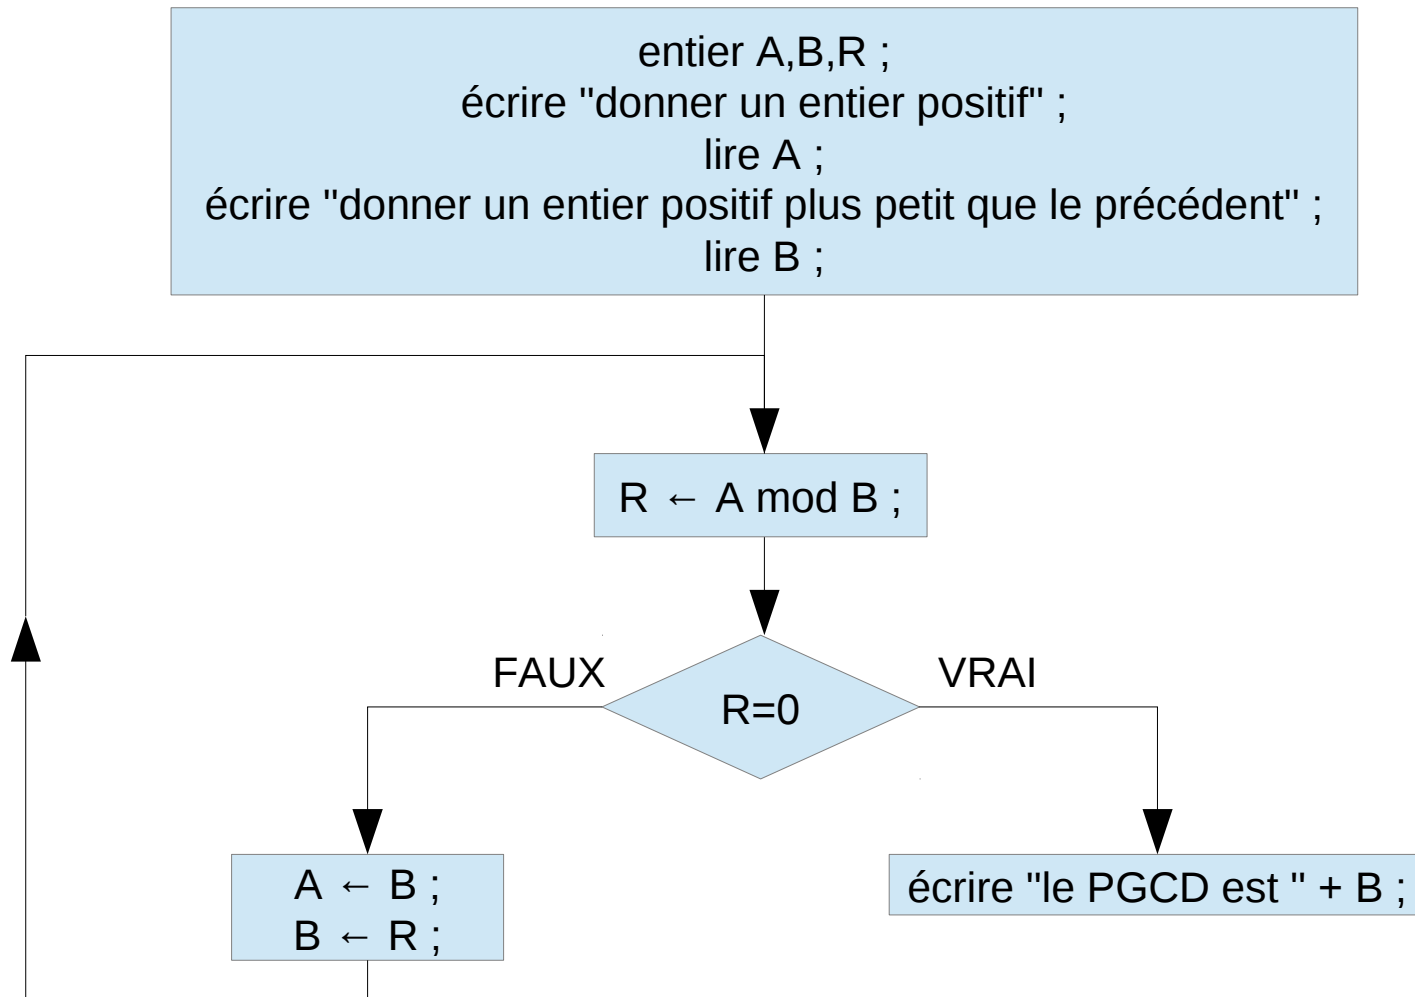 entier A,B,R ;
écrire "donner un entier positif" ;
lire A ;
écrire "donner un entier positif plus petit que le précédent" ;
lire B ;
R ← A mod B ;
FAUX
VRAI
R=0
A ← B ;
B ← R ;
écrire "le PGCD est " + B ;